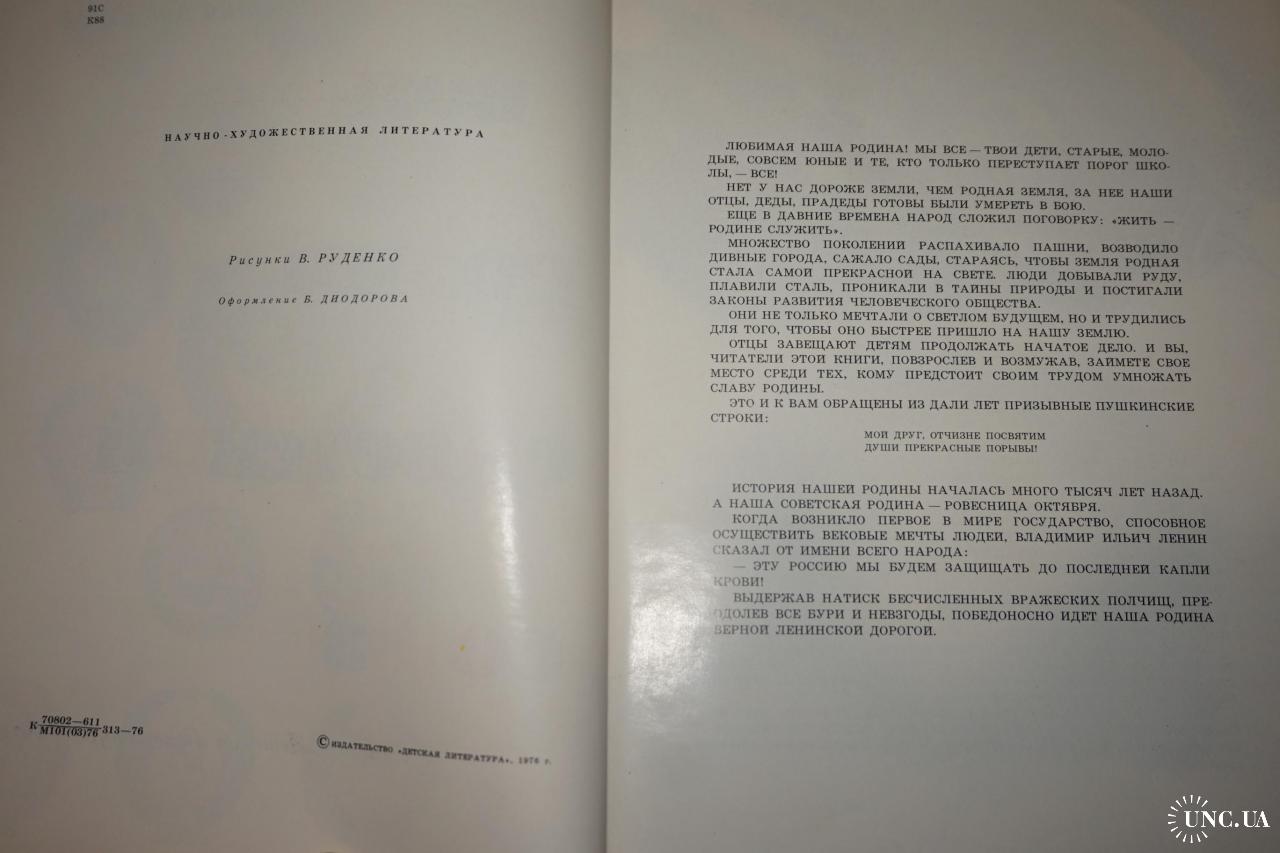 91С
К88
НАУЧНО-ХУДОЖЕСТВЕННАЯ ЛИТЕРАТУРА
Рисунки В. РУДЕНКО
Оформление Б. ДИОДОРОВА
К 70802—611
М101(03)76 313—76
© ИЗДАТЕЛЬСТВО «ДЕТСКАЯ ЛИТЕРАТУРА», 1976 г.
ЛЮБИМАЯ НАША РОДИНА! МЫ ВСЕ — ТВОИ ДЕТИ, СТАРЫЕ, МОЛО-
ДЫЕ, СОВСЕМ ЮНЫЕ И ТЕ, КТО ТОЛЬКО ПЕРЕСТУПАЕТ ПОРОГ ШКО-
ЛЫ, — ВСЕ!
НЕТ У НАС ДОРОЖЕ ЗЕМЛИ, ЧЕМ РОДНАЯ ЗЕМЛЯ, ЗА НЕЕ НАШИ
ОТЦЫ, ДЕДЫ, ПРАДЕДЫ ГОТОВЫ БЫЛИ УМЕРЕТЬ В БОЮ.
ЕЩЕ В ДАВНИЕ ВРЕМЕНА НАРОД СЛОЖИЛ ПОГОВОРКУ: «ЖИТЬ —
РОДИНЕ СЛУЖИТЬ».
МНОЖЕСТВО ПОКОЛЕНИЙ РАСПАХИВАЛО ПАШНИ, ВОЗВОДИЛО
ДИВНЫЕ ГОРОДА, САЖАЛО САДЫ, СТАРАЯСЬ, ЧТОБЫ ЗЕМЛЯ РОДНАЯ
СТАЛА САМОЙ ПРЕКРАСНОЙ НА СВЕТЕ. ЛЮДИ ДОБЫВАЛИ РУДУ,
ПЛАВИЛИ СТАЛЬ, ПРОНИКАЛИ В ТАЙНЫ ПРИРОДЫ И ПОСТИГАЛИ
ЗАКОНЫ РАЗВИТИЯ ЧЕЛОВЕЧЕСКОГО ОБЩЕСТВА.
ОНИ НЕ ТОЛЬКО МЕЧТАЛИ О СВЕТЛОМ БУДУЩЕМ, НО И ТРУДИЛИСЬ
ДЛЯ ТОГО, ЧТОБЫ ОНО БЫСТРЕЕ ПРИШЛО НА НАШУ ЗЕМЛЮ.
ОТЦЫ ЗАВЕЩАЮТ ДЕТЯМ ПРОДОЛЖАТЬ НАЧАТОЕ ДЕЛО. И ВЫ,
ЧИТАТЕЛИ ЭТОЙ КНИГИ, ПОВЗРОСЛЕВ И ВОЗМУЖАВ, ЗАЙМЕТЕ СВОЕ
МЕСТО СРЕДИ ТЕХ, КОМУ ПРЕДСТОИТ СВОИМ ТРУДОМ УМНОЖАТЬ
СЛАВУ РОДИНЫ.
ЭТО И К ВАМ ОБРАЩЕНЫ ИЗ ДАЛИ ЛЕТ ПРИЗЫВНЫЕ ПУШКИНСКИЕ
СТРОКИ:
МОЙ ДРУГ, ОТЧИЗНЕ ПОСВЯТИМ
ДУШИ ПРЕКРАСНЫЕ ПОРЫВЫ!
ИСТОРИЯ НАШЕЙ РОДИНЫ НАЧАЛАСЬ МНОГО ТЫСЯЧ ЛЕТ НАЗАД.
А НАША СОВЕТСКАЯ РОДИНА — РОВЕСНИЦА ОКТЯБРЯ.
КОГДА ВОЗНИКЛО ПЕРВОЕ В МИРЕ ГОСУДАРСТВО, СПОСОБНОЕ
ОСУЩЕСТВИТЬ ВЕКОВЫЕ МЕЧТЫ ЛЮДЕЙ, ВЛАДИМИР ИЛЬИЧ ЛЕНИН
СКАЗАЛ ОТ ИМЕНИ ВСЕГО НАРОДА:
— ЭТУ РОССИЮ МЫ БУДЕМ ЗАЩИЩАТЬ ДО ПОСЛЕДНЕЙ КАПЛИ
КРОВИ!
ВЫДЕРЖАВ НАТИСК БЕСЧИСЛЕННЫХ ВРАЖЕСКИХ ПОЛЧИЩ, ПРЕ-
ОДОЛЕВ ВСЕ БУРИ И НЕВЗГОДЫ, ПОБЕДОНОСНО ИДЕТ НАША РОДИНА
ВЕРНОЙ ЛЕНИНСКОЙ ДОРОГОЙ.
UNC.UA